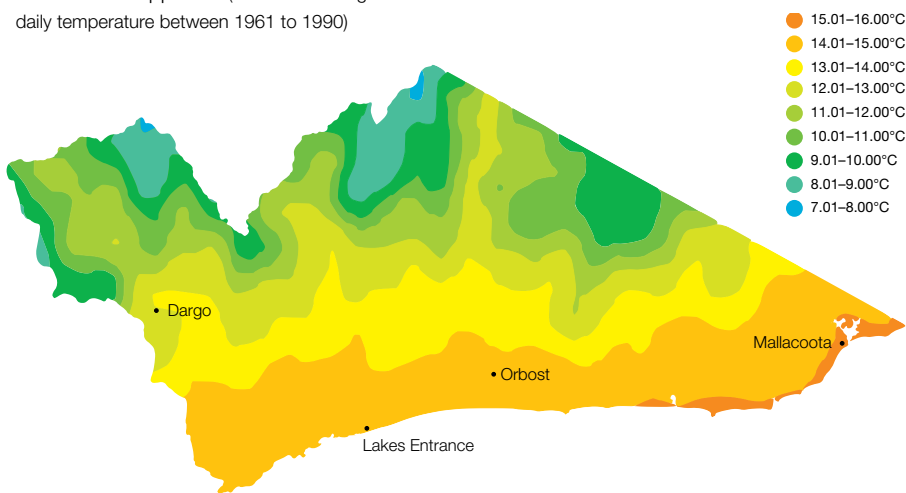 daily temperature between 1961 to 1990)
15.01–16.00°C
14.01–15.00°C
13.01–14.00°C
12.01–13.00°C
11.01–12.00°C
10.01–11.00°C
9.01–10.00°C
8.01–9.00°C
7.01–8.00°C
Dargo
Mallacoota
Orbost
Lakes Entrance